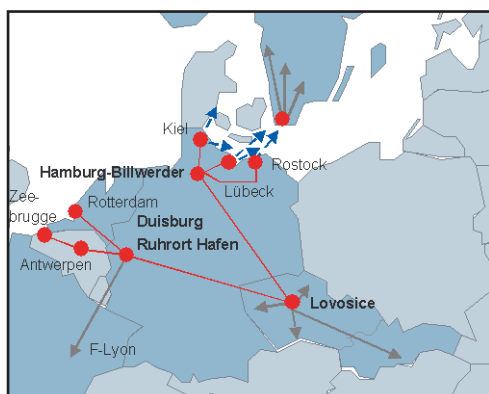 Kiel
Hamburg-Billwerder
Rostock
Lübeck
Zee-
brugge
Rotterdam
Duisburg
Ruhrort Hafen
Antwerpen
Lovosice
F-Lyon